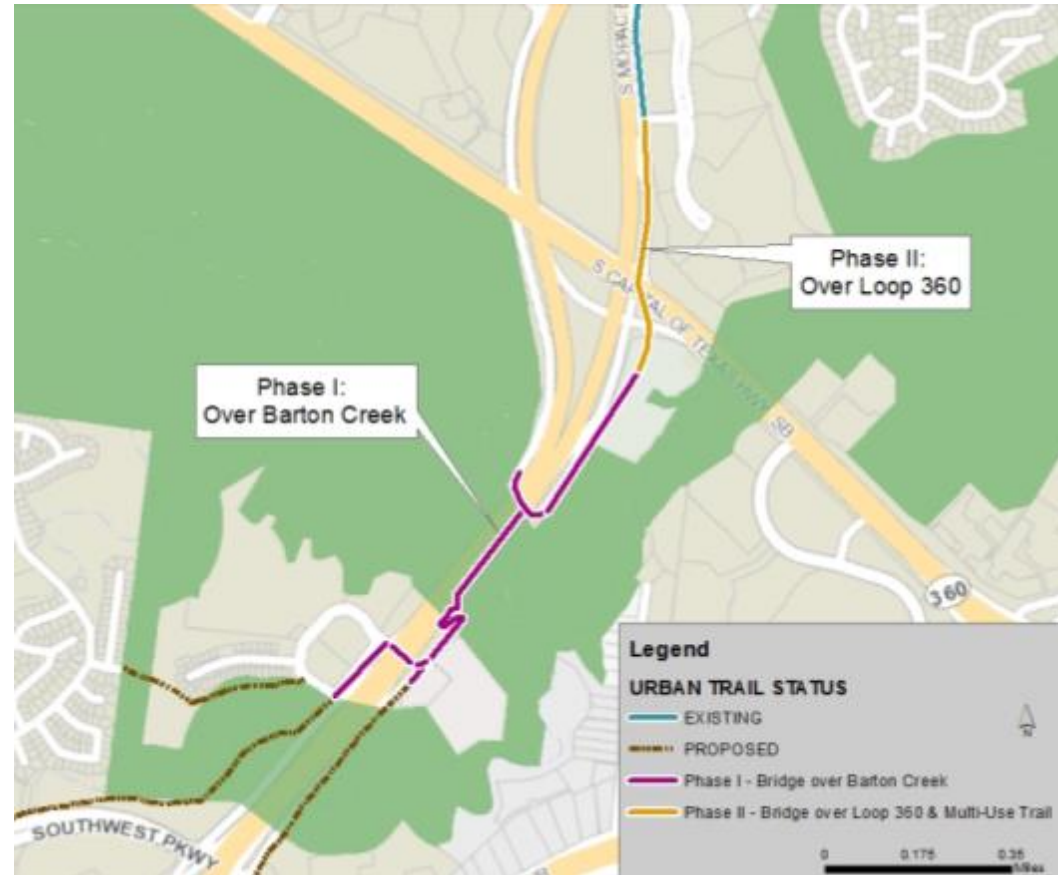 S MOPAC
Phase II:
Over Loop 360
S CAPITAL OF TEXAS HWY SB
Phase I:
Over Barton Creek
360
SOUTHWEST PKWY
Legend
URBAN TRAIL STATUS
EXISTING
N
PROPOSED
Phase I - Bridge over Barton Creek
Phase II - Bridge over Loop 360 & Multi-Use Trail
0 0.175 0.35
Miles